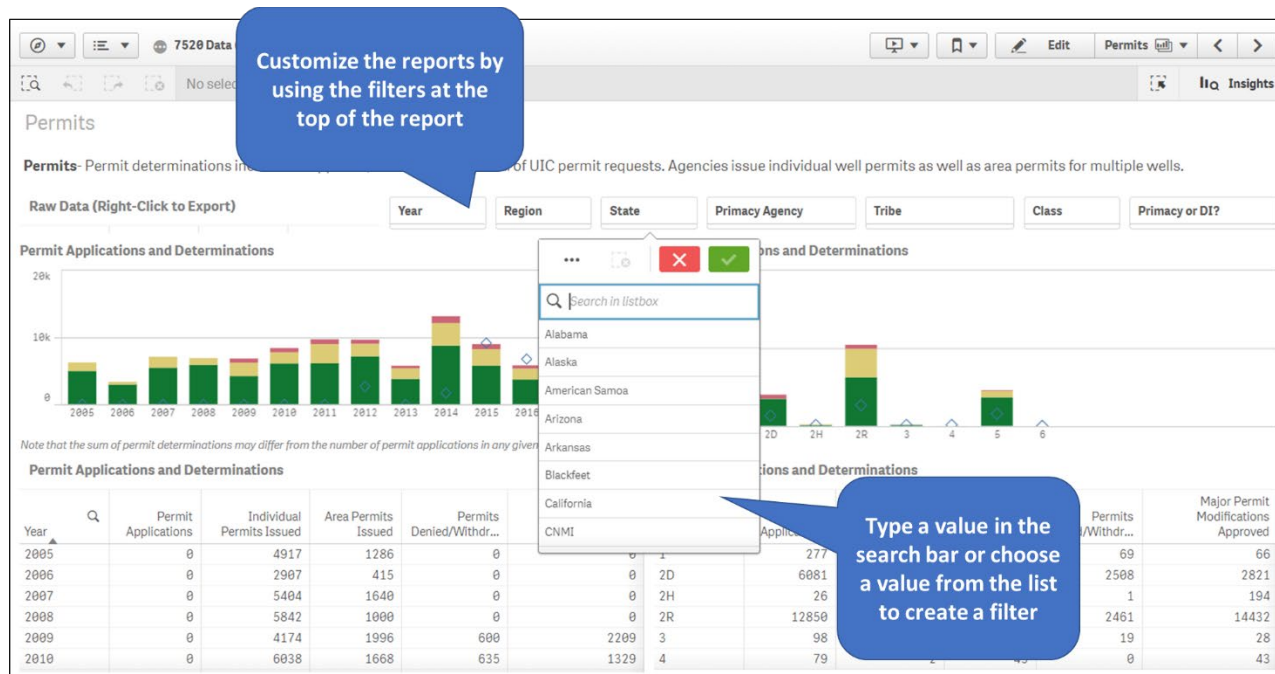 7520 Data
Edit
Permits
No selec
Insights
Customize the reports by
using the filters at the
top of the report
Permits
Permits- Permit determinations in of UIC permit requests. Agencies issue individual well permits as well as area permits for multiple wells.
Raw Data (Right-Click to Export)
Year
Region
State
Primacy Agency
Tribe
Class
Primacy or DI?
Permit Applications and Determinations
20k
10k
0
2005 2006 2007 2008 2009 2010 2011 2012 2013 2014 2015 2016
Note that the sum of permit determinations may differ from the number of permit applications in any given
Search in listbox
Alabama
Alaska
American Samoa
Arizona
Arkansas
Blackfeet
California
CNMI
ons and Determinations
2D 2H 2R 3 4 5 6
Permit Applications and Determinations
Year
Permit Applications
Individual Permits Issued
Area Permits Issued
Permits Denied/Withdr...
2005 0 4917 1286 0 0
2006 0 2907 415 0 0
2007 0 5404 1640 0 0
2008 0 5842 1000 0 0
2009 0 4174 1996 600 2209
2010 0 6038 1668 635 1329
ions and Determinations
Permits /Withdr...
Major Permit Modifications Approved
1 277 69 66
2D 6081 2508 2821
2H 26 1 194
2R 12850 2461 14432
3 98 19 28
4 79 0 43
Type a value in the
search bar or choose
a value from the list
to create a filter